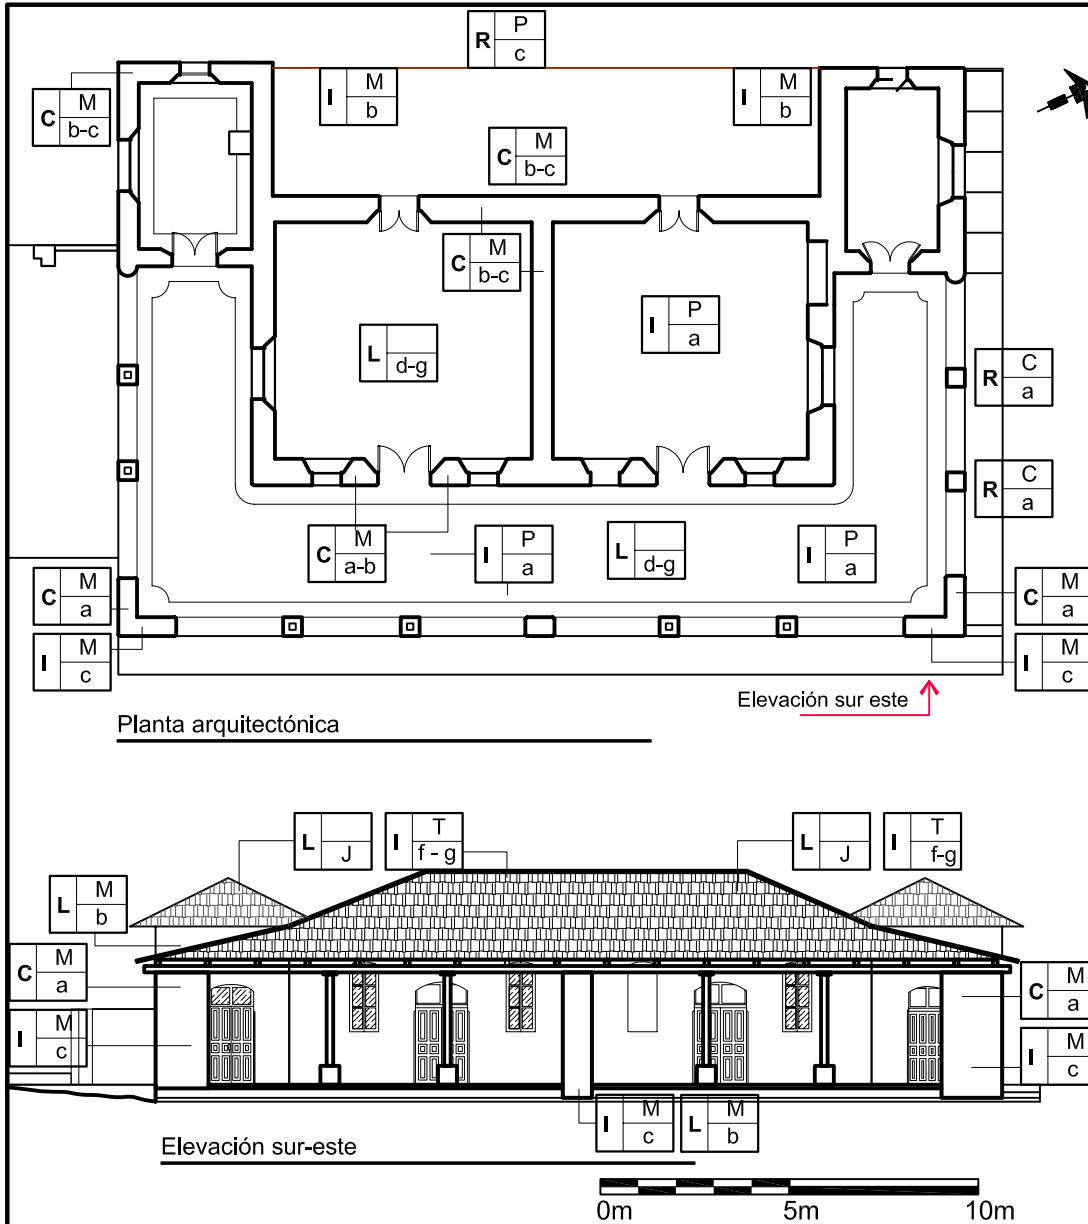 R P
c
I M
b
I M
b
C M
b-c
C M
b-c
C M
b-c
I P
a
L
d-g
R C
a
R C
a
C M
a-b
I P
a
L
d-g
I P
a
C M
a
C M
a
I M
c
I M
c
Elevación sur este
Planta arquitectónica
L
J
I T
f - g
L
J
I T
f-g
L M
b
C M
a
C M
a
I M
c
I M
c
I M
c
L M
b
Elevación sur-este
0m 5m 10m